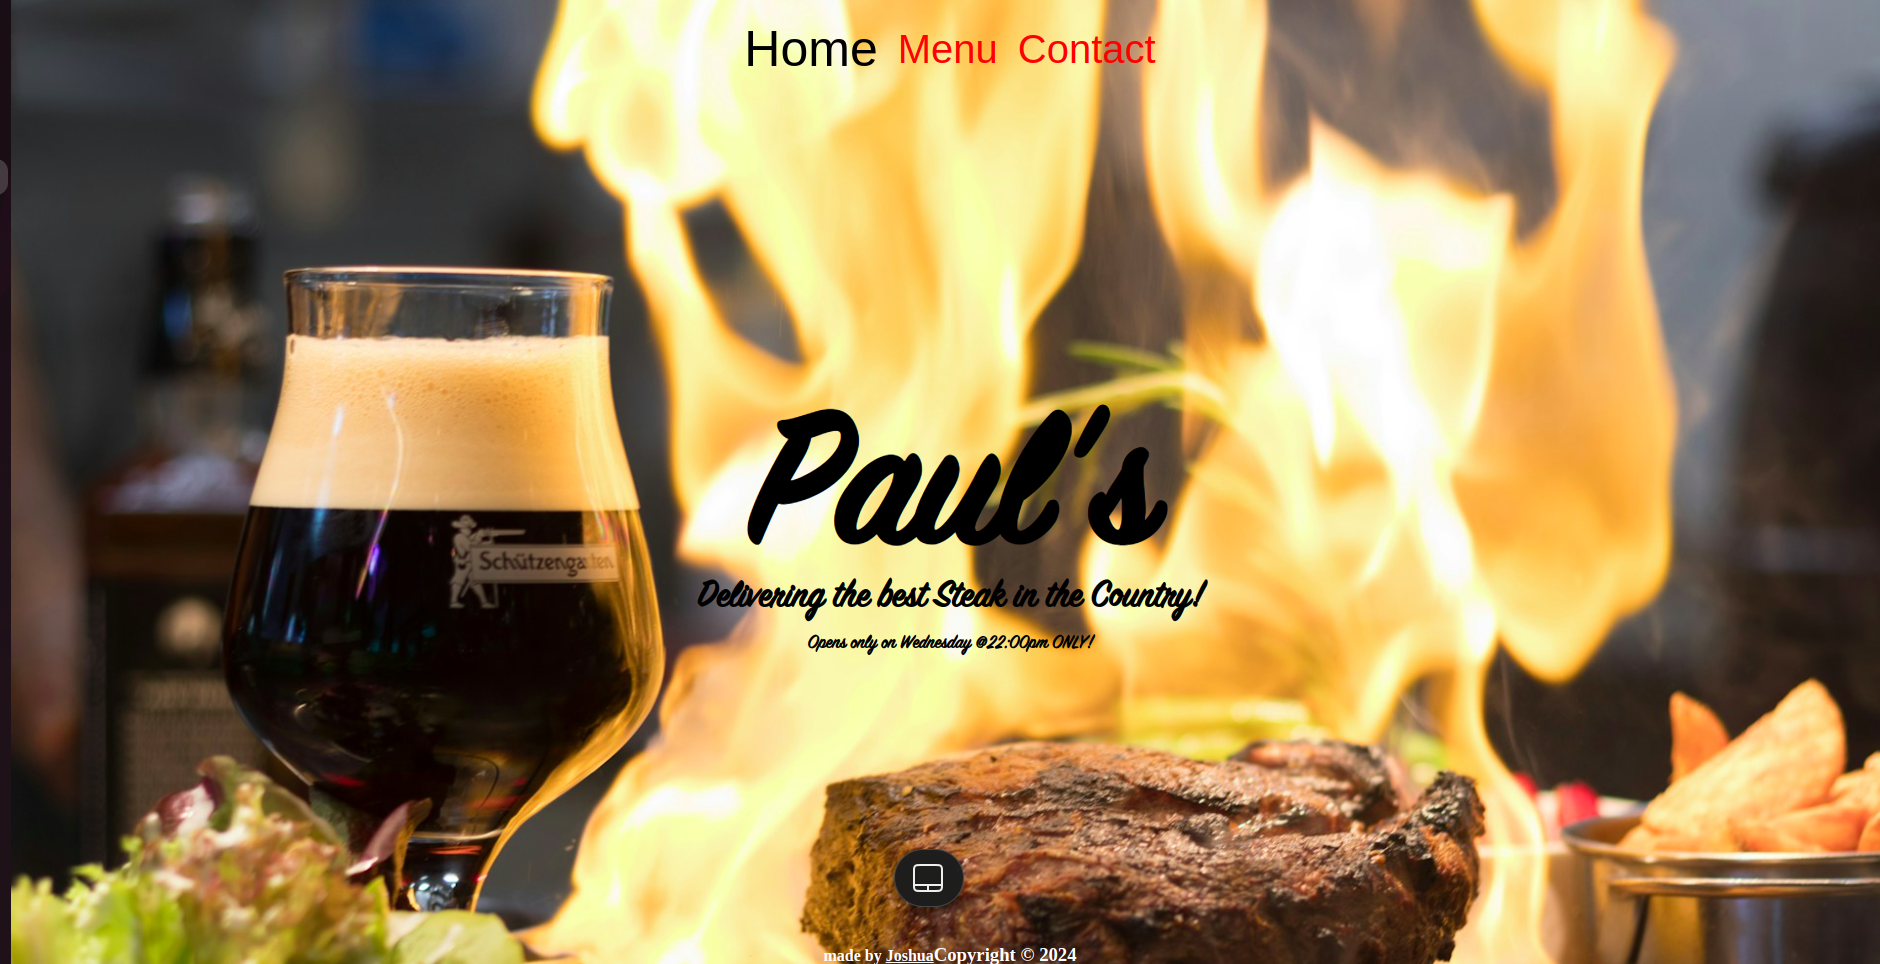 Home Menu Contact
Paul's
Schützengarten
Delivering the best Steak in the Country!
Opens only on Wednesday @22:00pm ONLY!
made by JoshuaCopyright © 2024